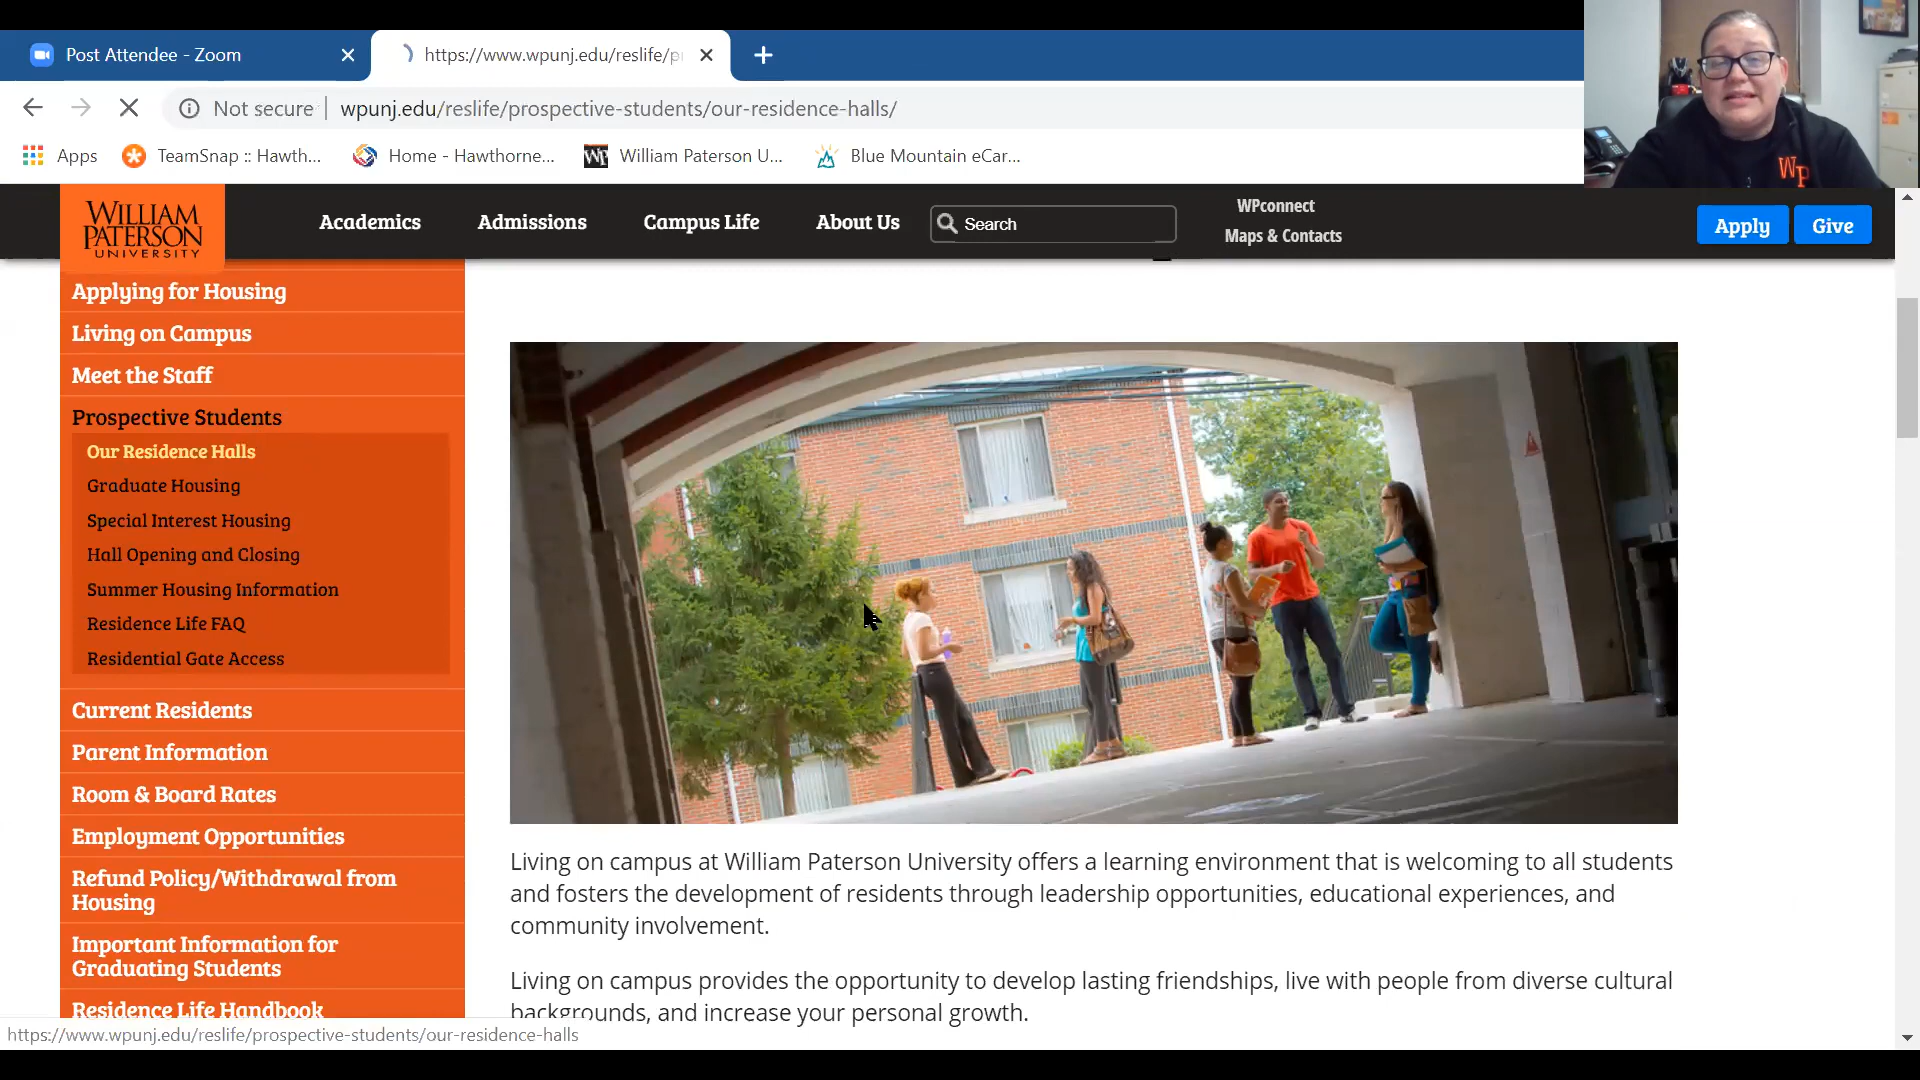 Post Attendee - Zoom
https://www.wpunj.edu/reslife/p
Not secure
wpunj.edu/reslife/prospective-students/our-residence-halls/
Apps
TeamSnap :: Hawth...
Home - Hawthorne...
William Paterson U...
Blue Mountain eCar...
WP
WILLIAM
PATERSON
UNIVERSITY
Academics
Admissions
Campus Life
About Us
Search
WPconnect
Maps & Contacts
Apply
Give
Applying for Housing
Living on Campus
Meet the Staff
Prospective Students
Our Residence Halls
Graduate Housing
Special Interest Housing
Hall Opening and Closing
Summer Housing Information
Residence Life FAQ
Residential Gate Access
Current Residents
Parent Information
Room & Board Rates
Employment Opportunities
Refund Policy/Withdrawal from
Housing
Important Information for
Graduating Students
Residence Life Handbook
Living on campus at William Paterson University offers a learning environment that is welcoming to all students
and fosters the development of residents through leadership opportunities, educational experiences, and
community involvement.
Living on campus provides the opportunity to develop lasting friendships, live with people from diverse cultural
backgrounds, and increase your personal growth.
https://www.wpunj.edu/reslife/prospective-students/our-residence-halls